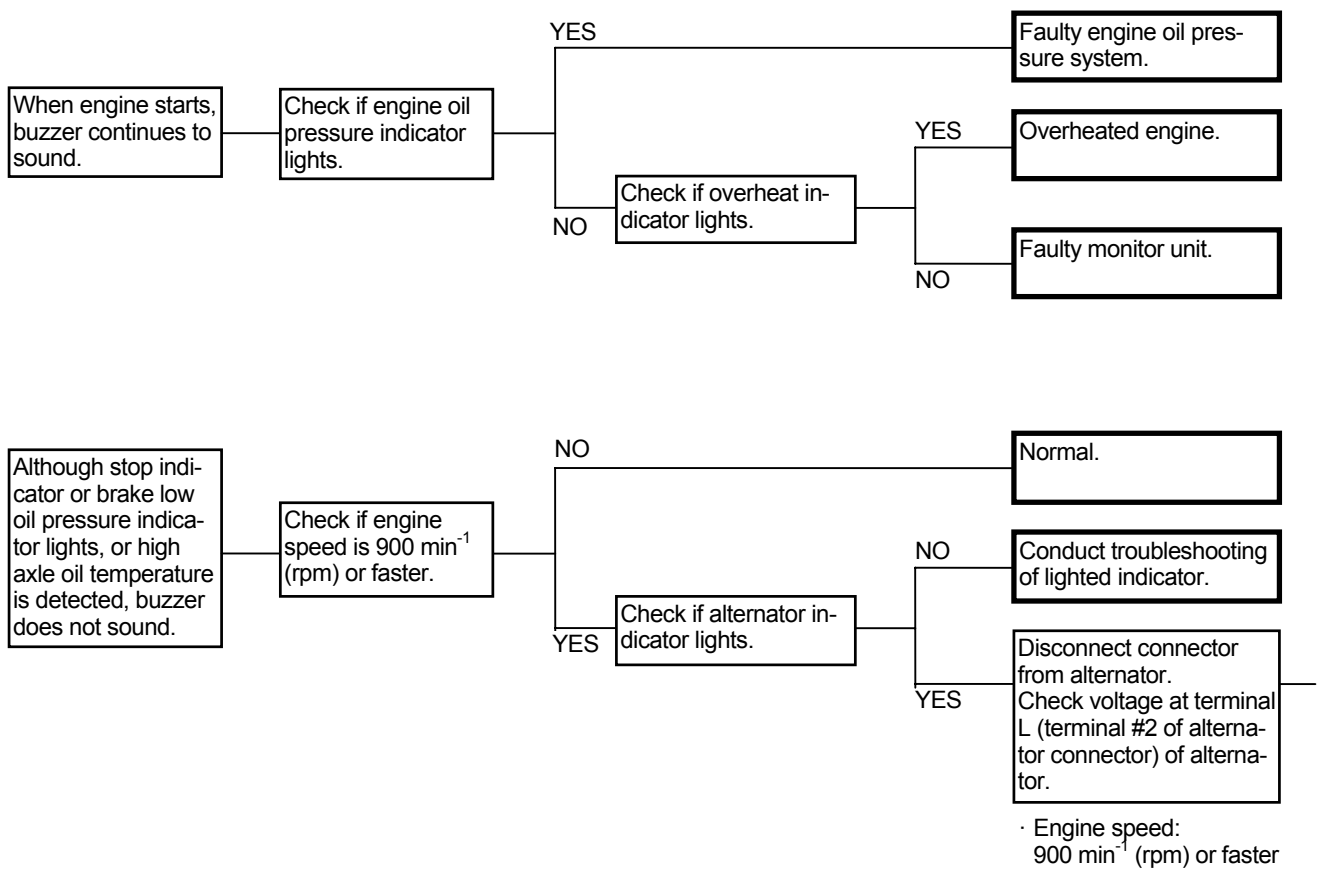 When engine starts,
buzzer continues to
sound.
Check if engine oil
pressure indicator
lights.
YES
Faulty engine oil pres-
sure system.
NO
Check if overheat in-
dicator lights.
YES
Overheated engine.
NO
Faulty monitor unit.
Although stop indi-
cator or brake low
oil pressure indica-
tor lights, or high
axle oil temperature
is detected, buzzer
does not sound.
Check if engine
speed is 900 min-1
(rpm) or faster.
NO
Normal.
YES
Check if alternator in-
dicator lights.
NO
Conduct troubleshooting
of lighted indicator.
YES
Disconnect connector
from alternator.
Check voltage at terminal
L (terminal #2 of alterna-
tor connector) of alterna-
tor.
· Engine speed:
900 min-1 (rpm) or faster